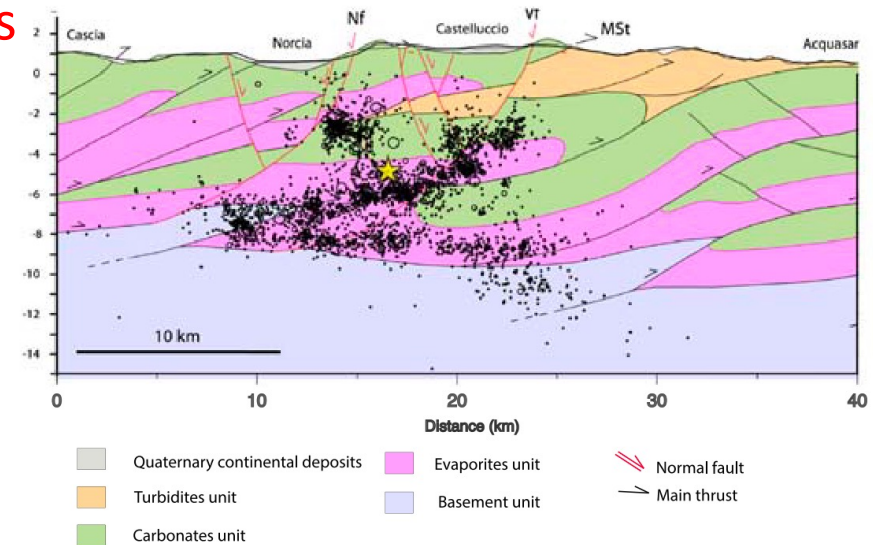 s
Cascia
Norcia
Nf
Castelluccio
Vf
MSt
Acquasar
2
0
-2
-4
-6
-8
-10
-12
-14
10 km
0 10 20 30 40
Distance (km)
Quaternary continental deposits
Turbidites unit
Carbonates unit
Evaporites unit
Basement unit
Normal fault
Main thrust